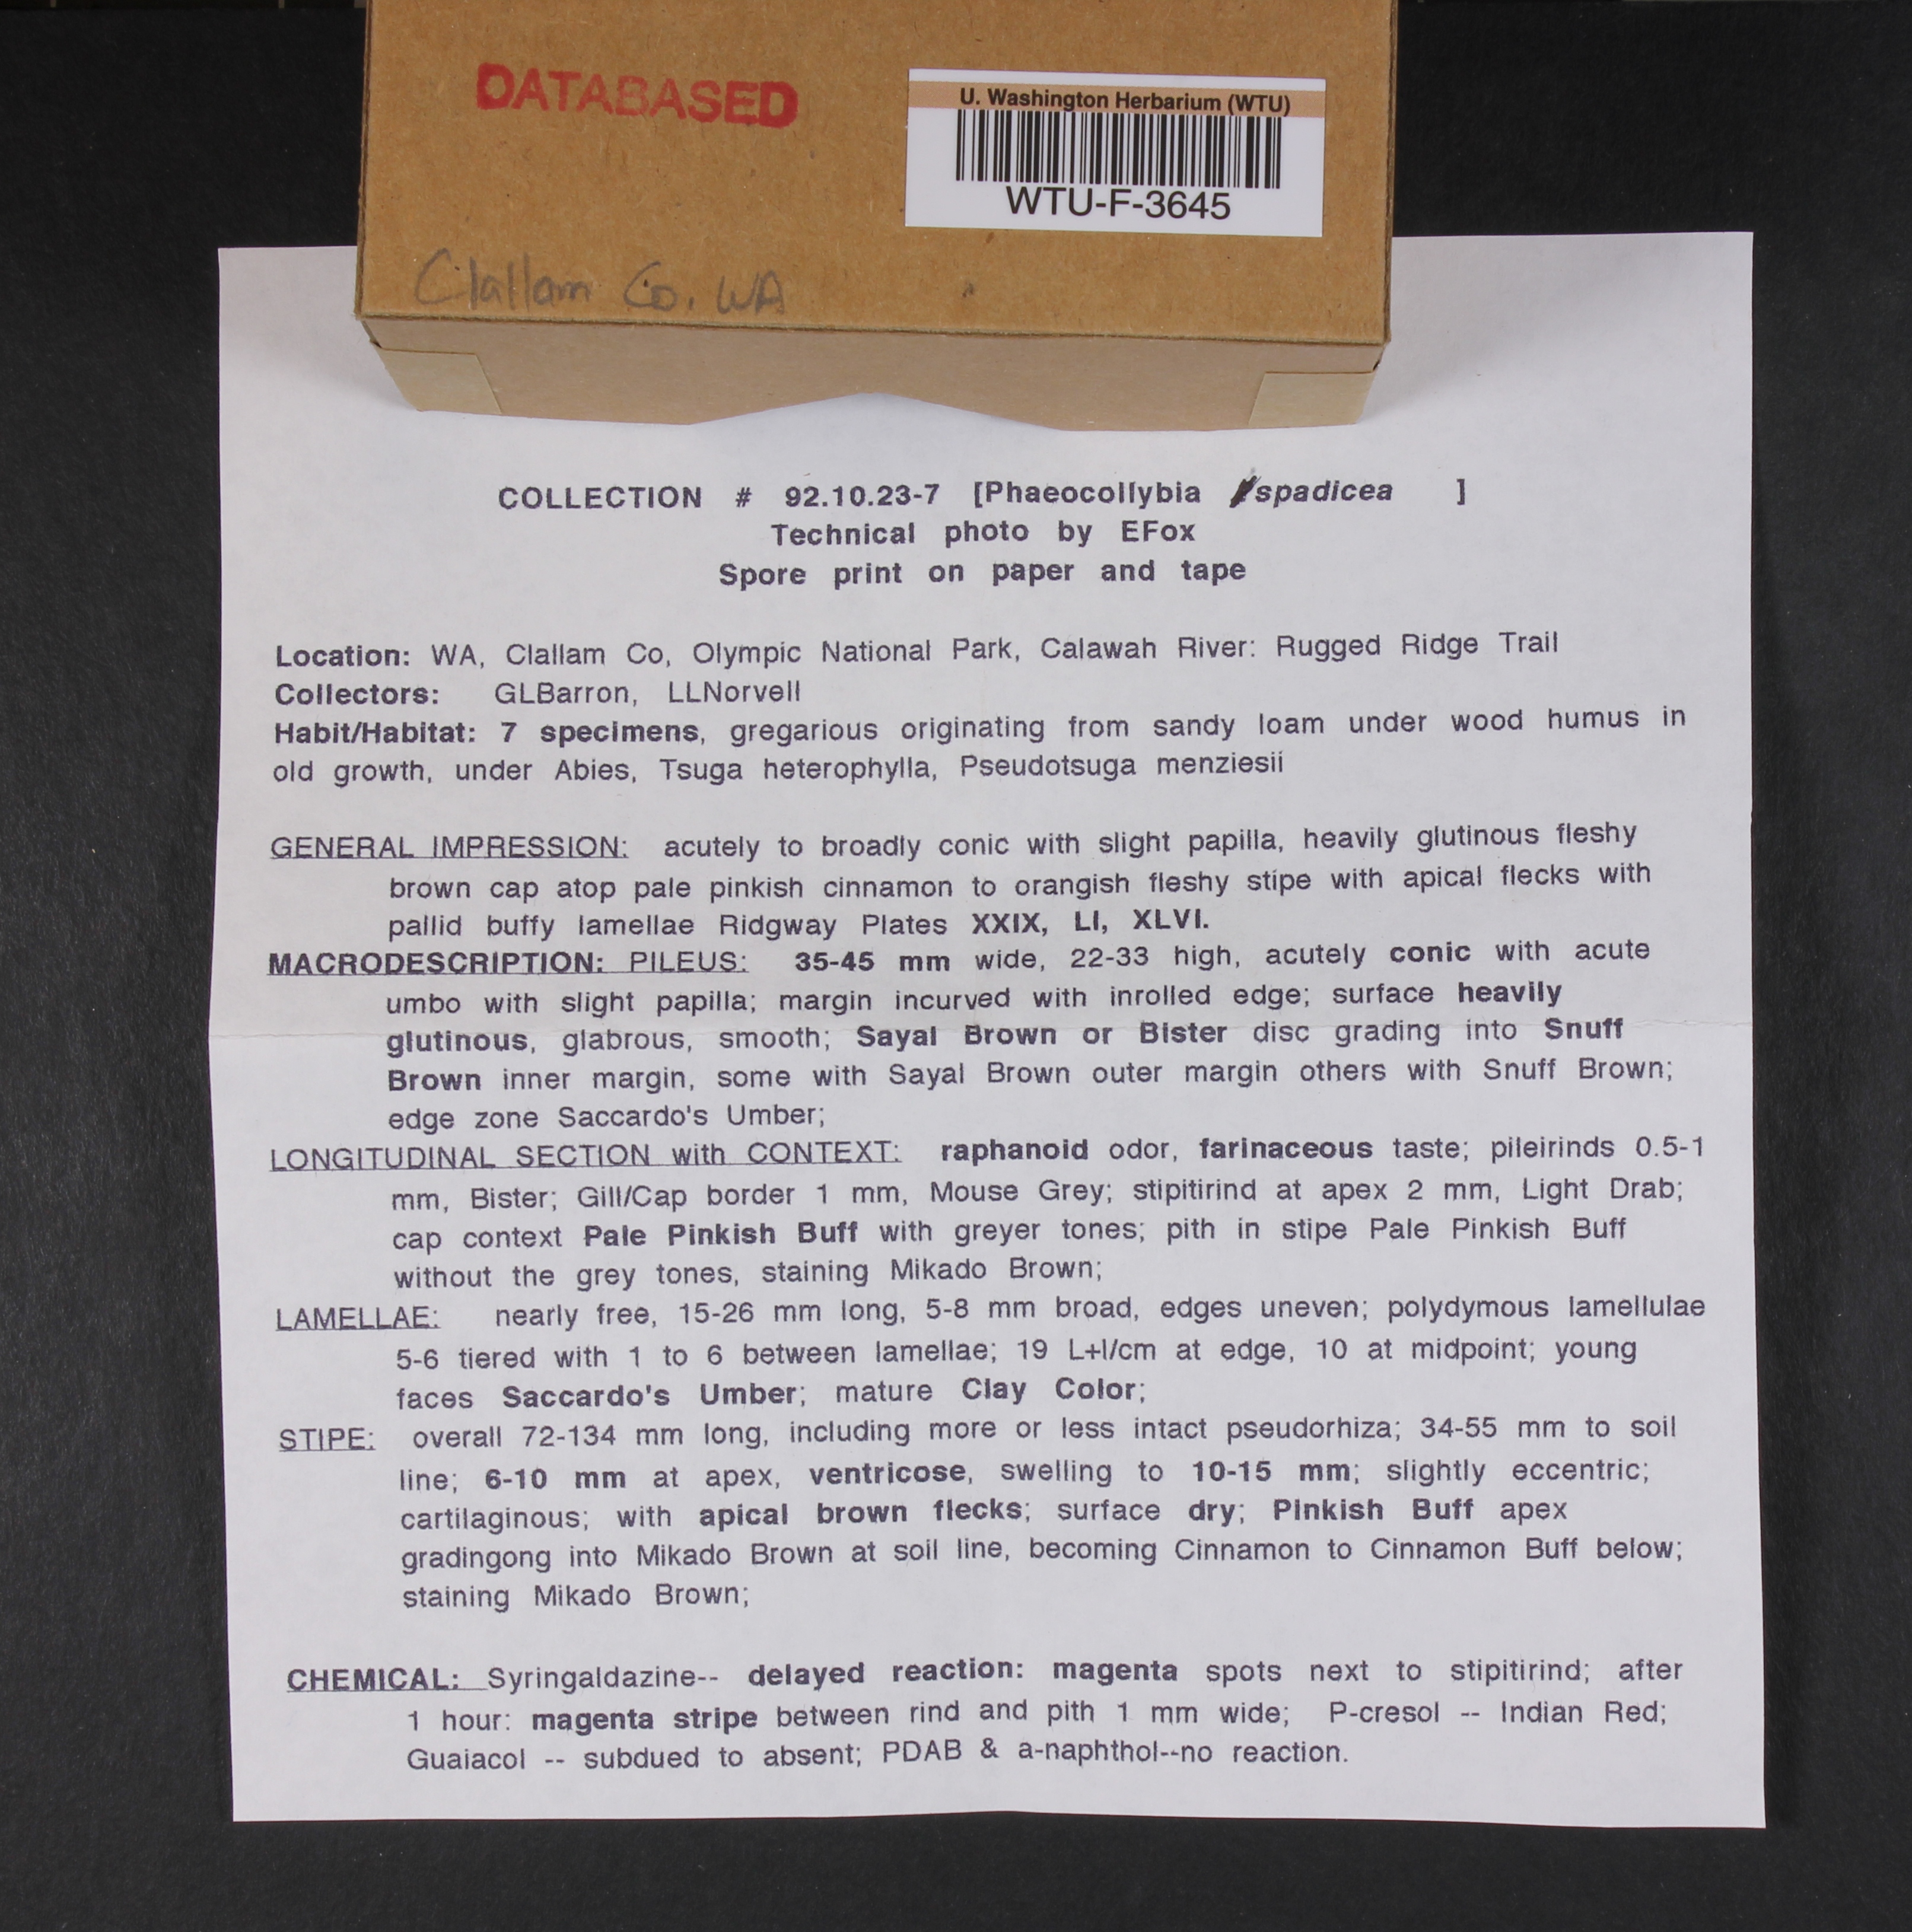 DATABASED
U. Washington Herbarium (WTU)
WTU-F-3645
Clallam Co. WA
COLLECTION # 92.10.23-7 [Phaeocollybia spadicea ]
Technical photo by EFox
Spore print on paper and tape
Location: WA, Clallam Co, Olympic National Park, Calawah River: Rugged Ridge Trail
Collectors: GLBarron, LLNorvell
Habit/Habitat: 7 specimens, gregarious originating from sandy loam under wood humus in
old growth, under Abies, Tsuga heterophylla, Pseudotsuga menziesii
GENERAL IMPRESSION: acutely to broadly conic with slight papilla, heavily glutinous fleshy
brown cap atop pale pinkish cinnamon to orangish fleshy stipe with apical flecks with
pallid buffy lamellae Ridgway Plates XXIX, LI, XLVI.
MACRODESCRIPTION: PILEUS: 35-45 mm wide, 22-33 high, acutely conic with acute
umbo with slight papilla; margin incurved with inrolled edge; surface heavily
glutinous, glabrous, smooth; Sayal Brown or Bister disc grading into Snuff
Brown inner margin, some with Sayal Brown outer margin others with Snuff Brown;
edge zone Saccardo's Umber;
LONGITUDINAL SECTION with CONTEXT: raphanoid odor, farinaceous taste; pileirinds 0.5-1
mm, Bister; Gill/Cap border 1 mm, Mouse Grey; stipitirind at apex 2 mm, Light Drab;
cap context Pale Pinkish Buff with greyer tones; pith in stipe Pale Pinkish Buff
without the grey tones, staining Mikado Brown;
LAMELLAE: nearly free, 15-26 mm long, 5-8 mm broad, edges uneven; polydymous lamellulae
5-6 tiered with 1 to 6 between lamellae; 19 L+l/cm at edge, 10 at midpoint; young
faces Saccardo's Umber; mature Clay Color;
STIPE: overall 72-134 mm long, including more or less intact pseudorhiza; 34-55 mm to soil
line; 6-10 mm at apex, ventricose, swelling to 10-15 mm; slightly eccentric;
cartilaginous; with apical brown flecks; surface dry; Pinkish Buff apex
gradingong into Mikado Brown at soil line, becoming Cinnamon to Cinnamon Buff below;
staining Mikado Brown;
CHEMICAL: Syringaldazine-- delayed reaction: magenta spots next to stipitirind; after
1 hour: magenta stripe between rind and pith 1 mm wide; P-cresol -- Indian Red;
Guaiacol -- subdued to absent; PDAB & a-naphthol--no reaction.